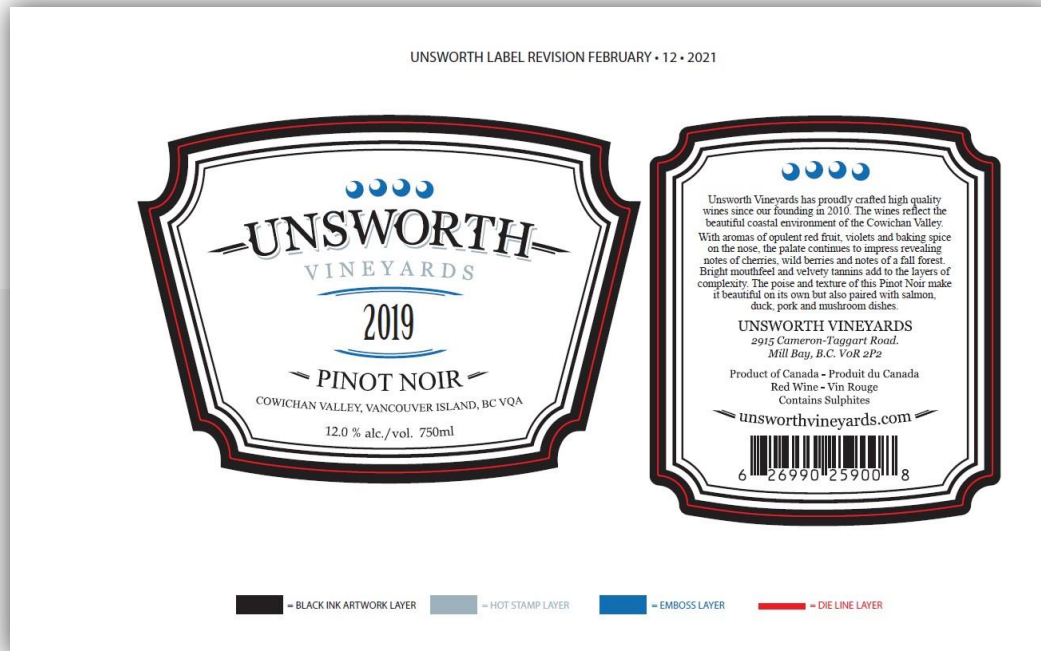 UNSWORTH LABEL REVISION FEBRUARY • 12 • 2021
UNSWORTH
VINEYARDS
2019
PINOT NOIR
COWICHAN VALLEY, VANCOUVER ISLAND, BC VQA
12.0 % alc./vol. 750ml
Unsworth Vineyards has proudly crafted high quality
wines since our founding in 2010. The wines reflect the
beautiful coastal environment of the Cowichan Valley.
With aromas of opulent red fruit, violets and baking spice
on the nose, the palate continues to impress revealing
notes of cherries, wild berries and notes of a fall forest.
Bright mouthfeel and velvety tannins add to the layers of
complexity. The poise and texture of this Pinot Noir make
it beautiful on its own but also paired with salmon,
duck, pork and mushroom dishes.
UNSWORTH VINEYARDS
2915 Cameron-Taggart Road.
Mill Bay, B.C. V0R 2P2
Product of Canada - Produit du Canada
Red Wine - Vin Rouge
Contains Sulphites
unsworthvineyards.com
6 26990 25900 8
= BLACK INK ARTWORK LAYER
= HOT STAMP LAYER
= EMBOSS LAYER
= DIE LINE LAYER